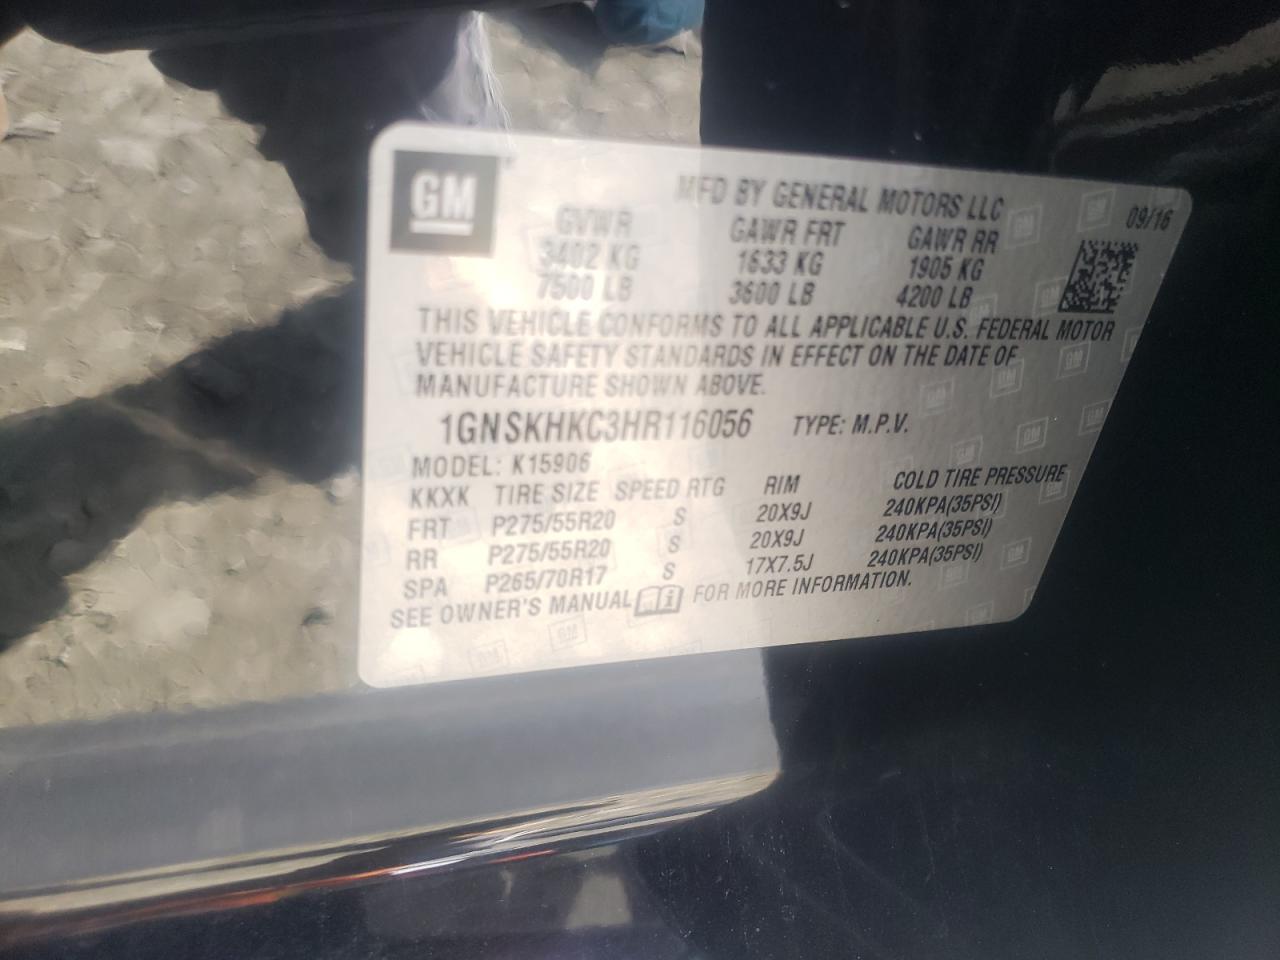 GM
MFD BY GENERAL MOTORS LLC 09/16
GVWR GAWR FRT GAWR RR
3402 KG 1633 KG 1905 KG
7500 LB 3600 LB 4200 LB
THIS VEHICLE CONFORMS TO ALL APPLICABLE U.S. FEDERAL MOTOR
VEHICLE SAFETY STANDARDS IN EFFECT ON THE DATE OF
MANUFACTURE SHOWN ABOVE.
1GNSKHKC3HR116056 TYPE: M.P.V.
MODEL: K15906
KKXK TIRE SIZE SPEED RTG RIM COLD TIRE PRESSURE
FRT P275/55R20 S 20X9J 240KPA(35PSI)
RR P275/55R20 S 20X9J 240KPA(35PSI)
SPA P265/70R17 S 17X7.5J 240KPA(35PSI)
SEE OWNER'S MANUAL FOR MORE INFORMATION.